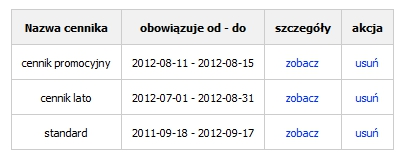 Nazwa cennika obowiązuje od - do szczegóły akcja
cennik promocyjny 2012-08-11 - 2012-08-15 zobacz usuń
cennik lato 2012-07-01 - 2012-08-31 zobacz usuń
standard 2011-09-18 - 2012-09-17 zobacz usuń